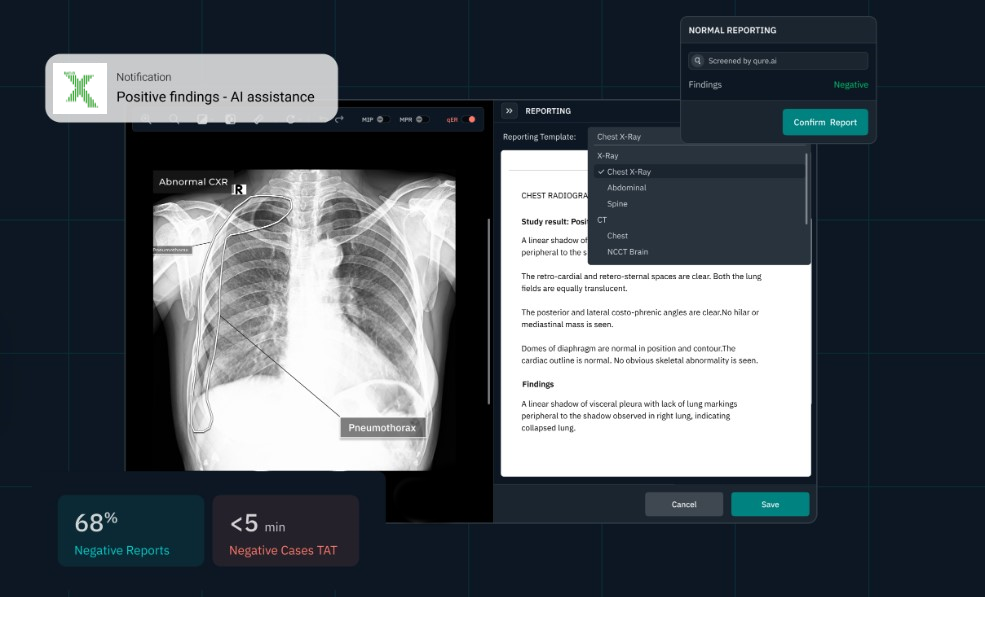 NORMAL REPORTING
Screened by qure.ai
Findings Negative
Confirm Report
Notification
Positive findings - AI assistance
MIP
MPR
qER
REPORTING
Reporting Template:
Chest X-Ray
X-Ray
✓ Chest X-Ray
Abdominal
Spine
CT
Chest
NCCT Brain
Abnormal CXR
R
Pneumothorax
Pneumothorax
CHEST RADIOGRA
Study result: Posi
A linear shadow of
peripheral to the s
The retro-cardial and retero-sternal spaces are clear. Both the lung
fields are equally translucent.
The posterior and lateral costo-phrenic angles are clear.No hilar or
mediastinal mass is seen.
Domes of diaphragm are normal in position and contour.The
cardiac outline is normal. No obvious skeletal abnormality is seen.
Findings
A linear shadow of visceral pleura with lack of lung markings
peripheral to the shadow observed in right lung, indicating
collapsed lung.
Cancel
Save
68%
Negative Reports
<5 min
Negative Cases TAT